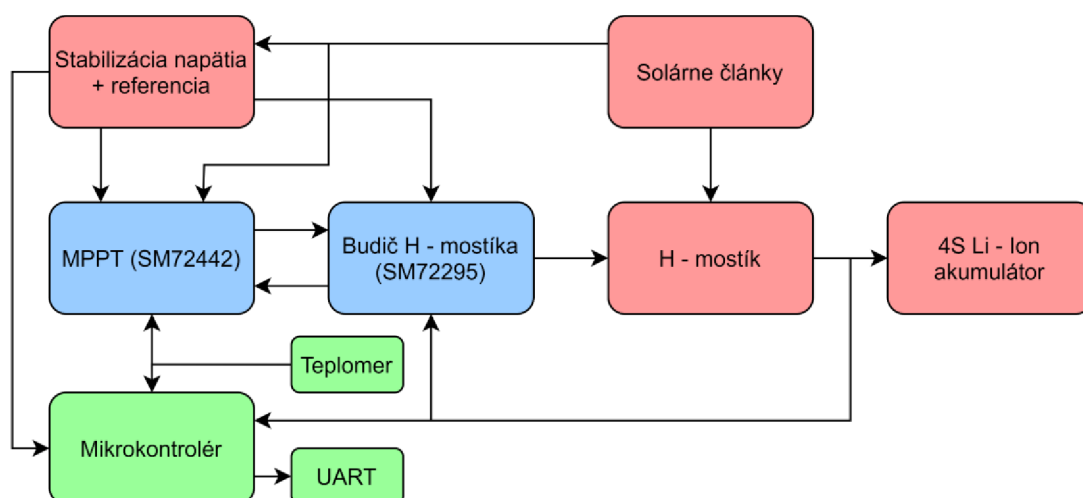 Stabilizácia napätia
+ referencia
Solárne články
MPPT (SM72442)
Budič H - mostíka
(SM72295)
H - mostík
4S Li - Ion
akumulátor
Teplomer
Mikrokontrolér
UART